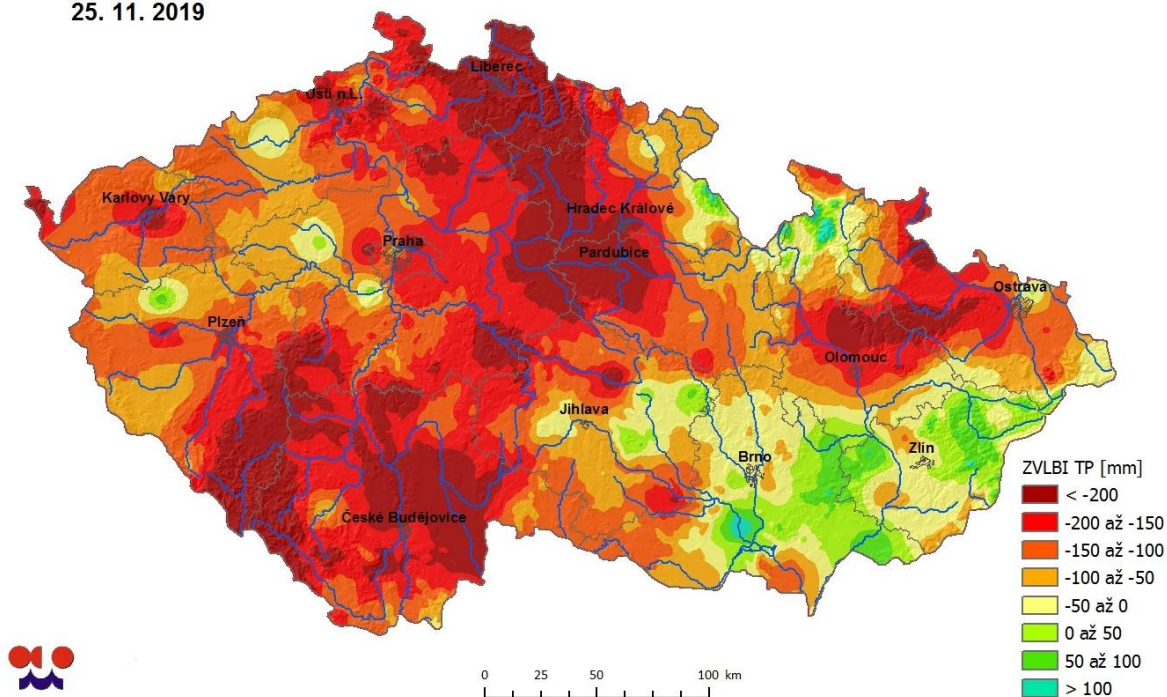 25. 11. 2019
Liberec
Ústí n.L.
Karlovy Vary
Hradec Králové
Praha
Pardubice
Ostrava
Plzeň
Olomouc
Jihlava
Zlín
Brno
České Budějovice
ZVLBI TP [mm]
< -200
-200 až -150
-150 až -100
-100 až -50
-50 až 0
0 až 50
50 až 100
> 100
0 25 50 100 km